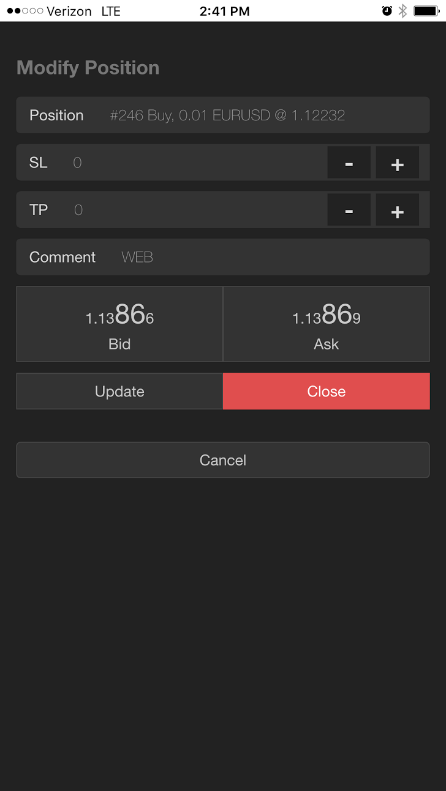 Verizon LTE 2:41 PM
Modify Position
Position #246 Buy, 0.01 EURUSD @ 1.12232
SL 0 - +
TP 0 - +
Comment WEB
1.13866 1.13869
Bid Ask
Update Close
Cancel